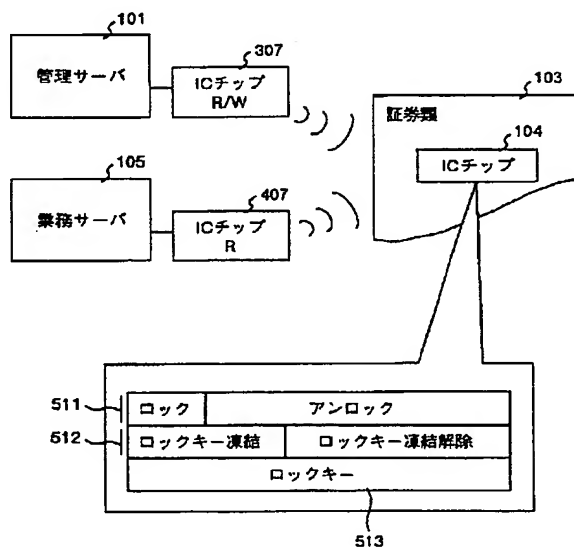 101
管理サーバ
307
ICチップ
R/W
103
証券類
104
ICチップ
105
業務サーバ
407
ICチップ
R
511
ロック
アンロック
512
ロックキー凍結
ロックキー凍結解除
ロックキー
513